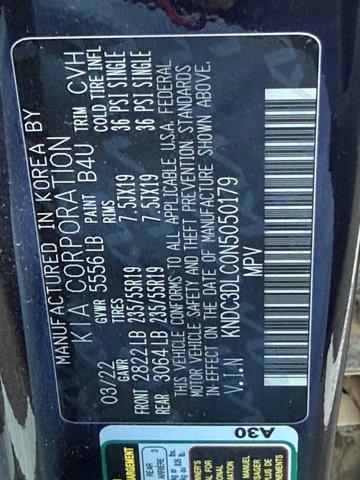 MANUFACTURED IN KOREA BY
KIA CORPORATION
03/22 GVWR 5556 LB PAINT B4U TRIM CVH
GAWR TIRES RIMS COLD TIRE INFL
FRONT 2822 LB 235/55R19 7.5JX19 36 PSI SINGLE
REAR 3064 LB 235/55R19 7.5JX19 36 PSI SINGLE
THIS VEHICLE CONFORMS TO ALL APPLICABLE U.S.A. FEDERAL
MOTOR VEHICLE SAFETY AND THEFT PREVENTION STANDARDS
IN EFFECT ON THE DATE OF MANUFACTURE SHOWN ABOVE.
V.I.N KNDC3DLC0N5050179
MPV
A30
REAR 3
ARRIÈRE